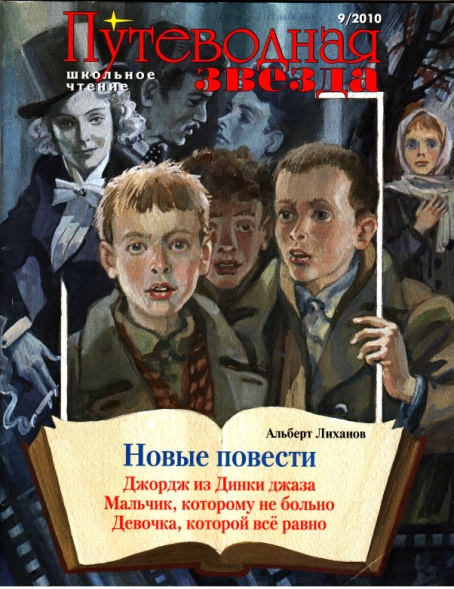 9/2010
Путеводная
звезда
школьное
чтение
Альберт Лиханов
Новые повести
Джордж из Динки джаза
Мальчик, которому не больно
Девочка, которой всё равно